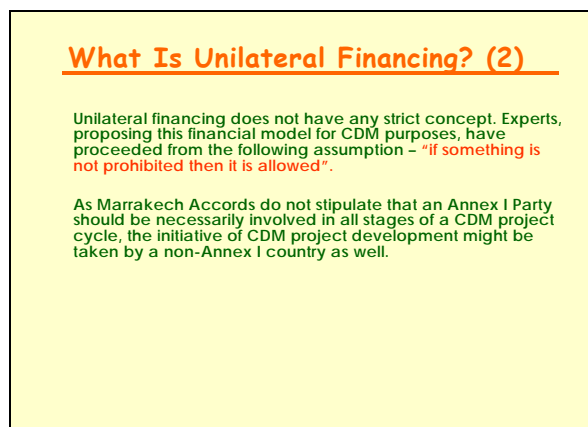 What Is Unilateral Financing? (2)
Unilateral financing does not have any strict concept. Experts,
proposing this financial model for CDM purposes, have
proceeded from the following assumption – “if something is
not prohibited then it is allowed”.
As Marrakech Accords do not stipulate that an Annex I Party
should be necessarily involved in all stages of a CDM project
cycle, the initiative of CDM project development might be
taken by a non-Annex I country as well.